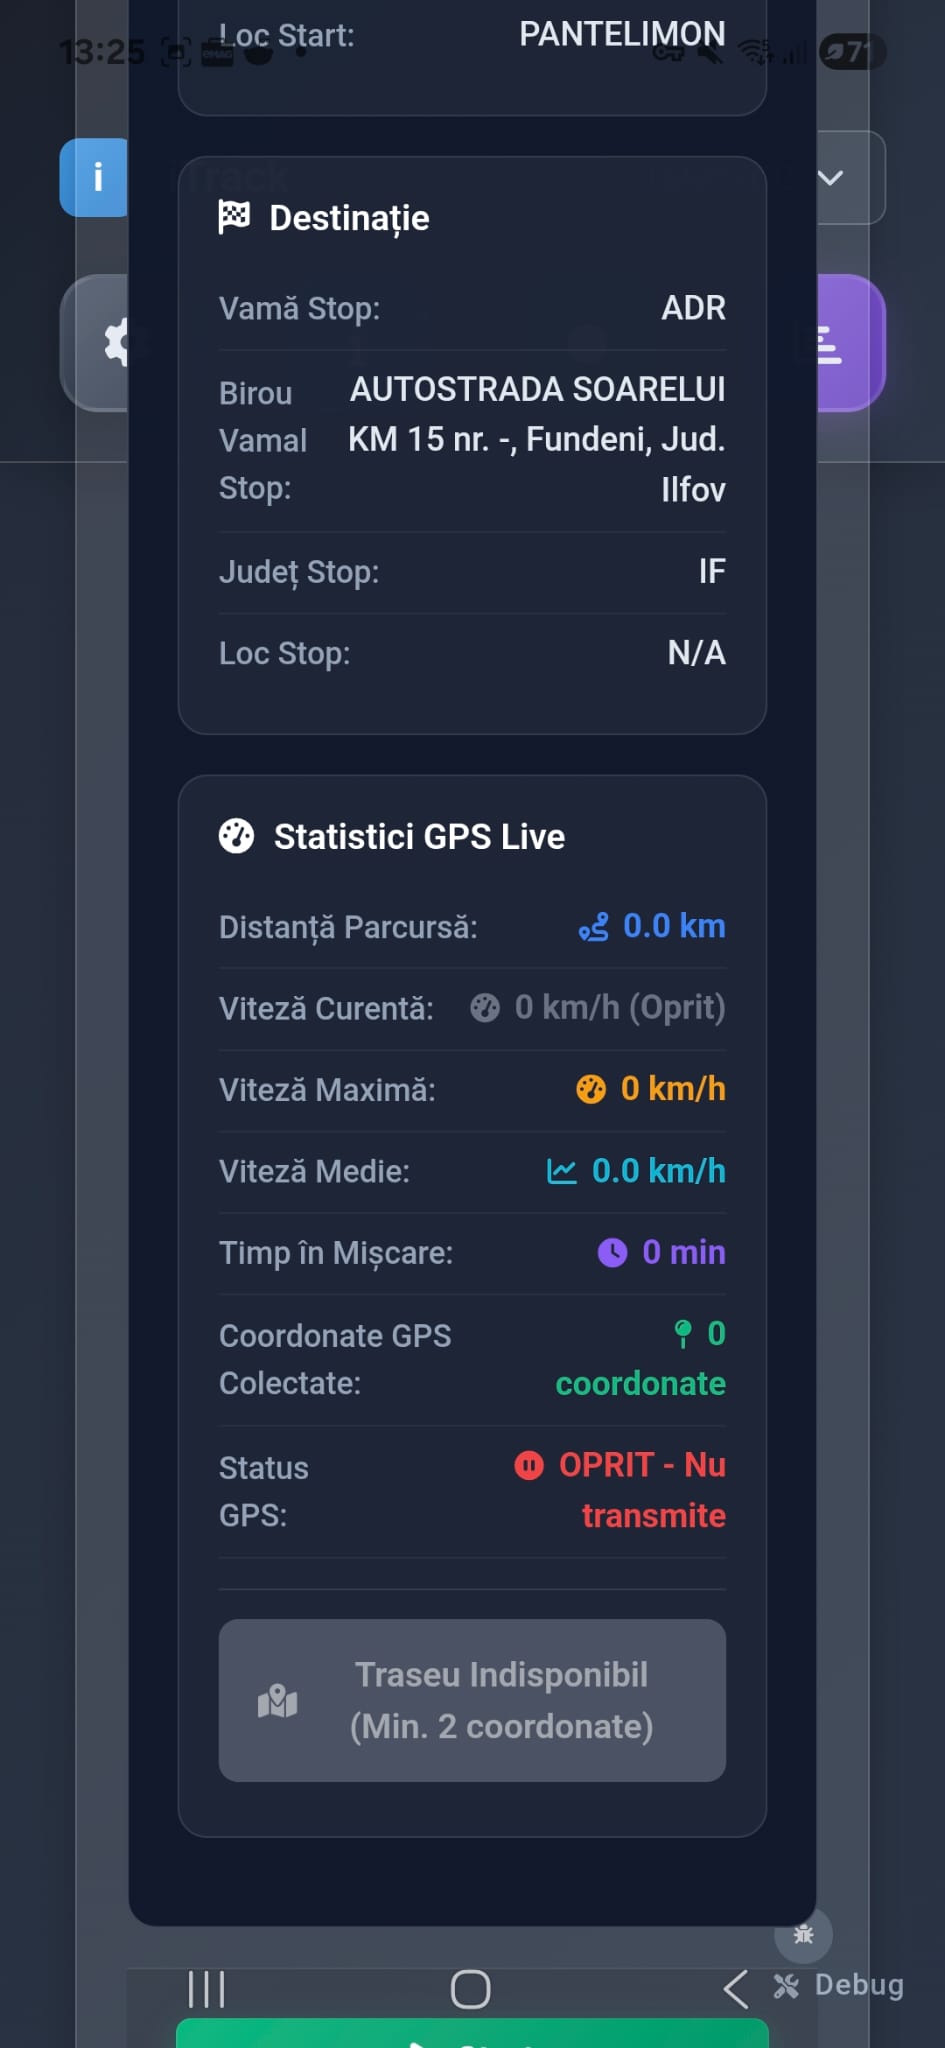 Loc Start: PANTELIMON
13:25 71
i Track
Destinație
Vamă Stop: ADR
Birou Vamal Stop: AUTOSTRADA SOARELUI
KM 15 nr. -, Fundeni, Jud.
Ilfov
Județ Stop: IF
Loc Stop: N/A
Statistici GPS Live
Distanță Parcursă: 0.0 km
Viteză Curentă: 0 km/h (Oprit)
Viteză Maximă: 0 km/h
Viteză Medie: 0.0 km/h
Timp în Mișcare: 0 min
Coordonate GPS 0
Colectate: coordonate
Status OPRIT - Nu
GPS: transmite
Traseu Indisponibil
(Min. 2 coordonate)
Debug